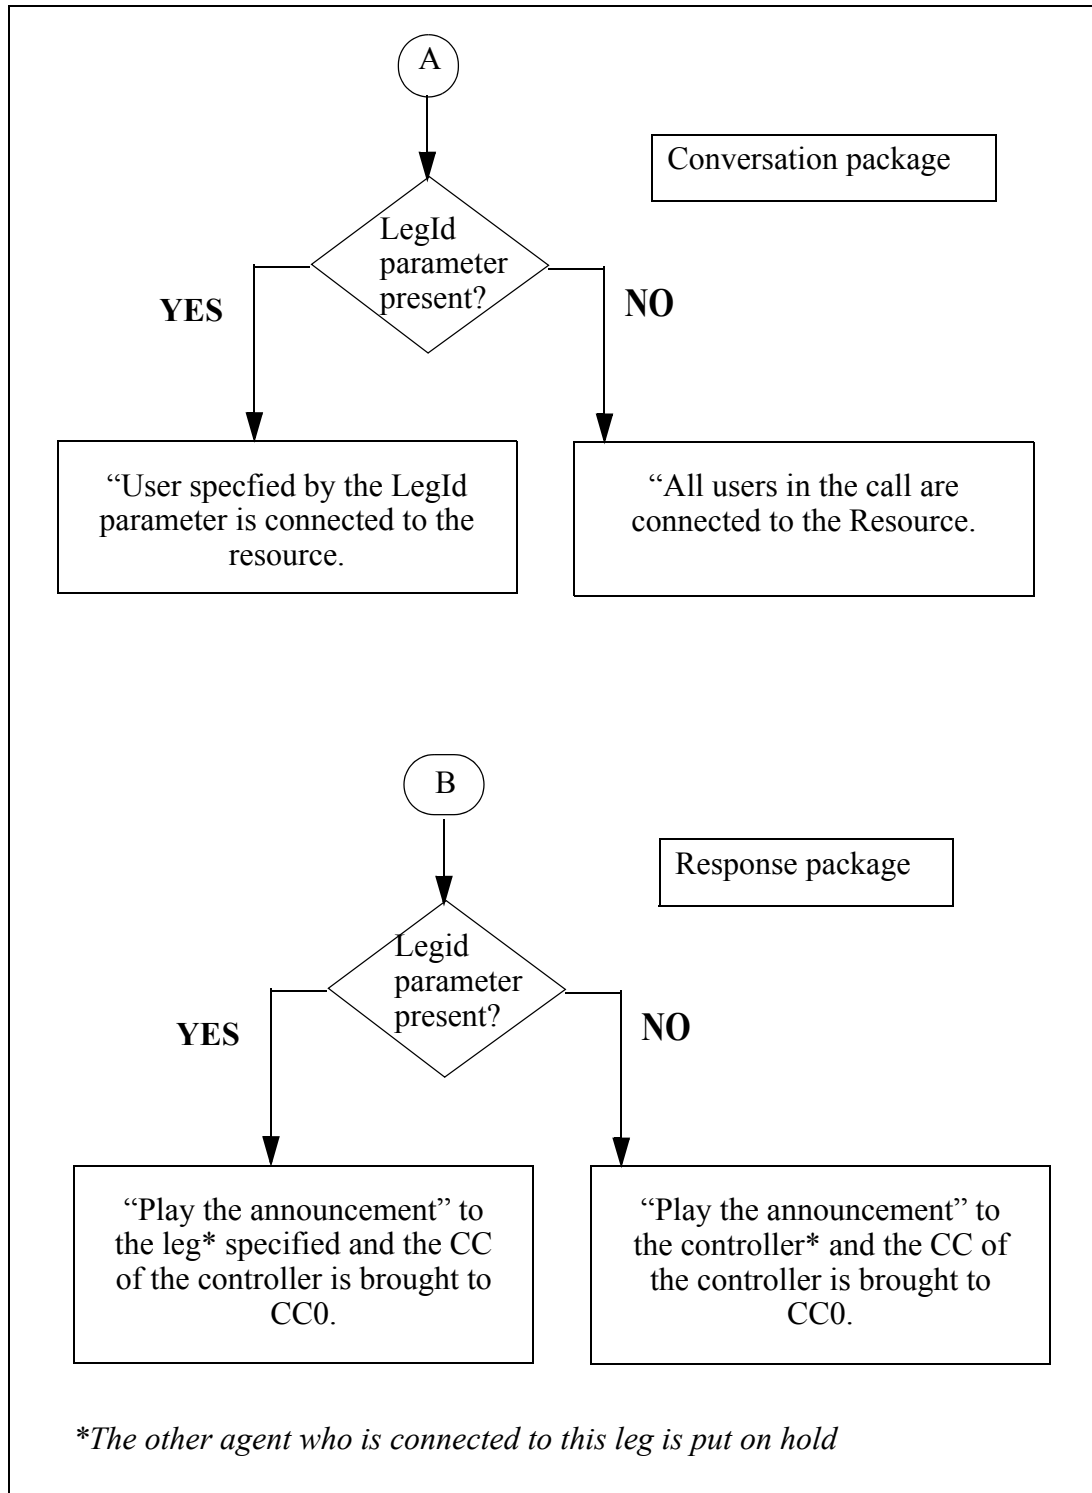 A
Conversation package
LegId
parameter
present?
YES
NO
“User specfied by the LegId
parameter is connected to the
resource.
“All users in the call are
connected to the Resource.
B
Response package
Legid
parameter
present?
YES
NO
“Play the announcement” to
the leg* specified and the CC
of the controller is brought to
CC0.
“Play the announcement” to
the controller* and the CC of
the controller is brought to
CC0.
*The other agent who is connected to this leg is put on hold